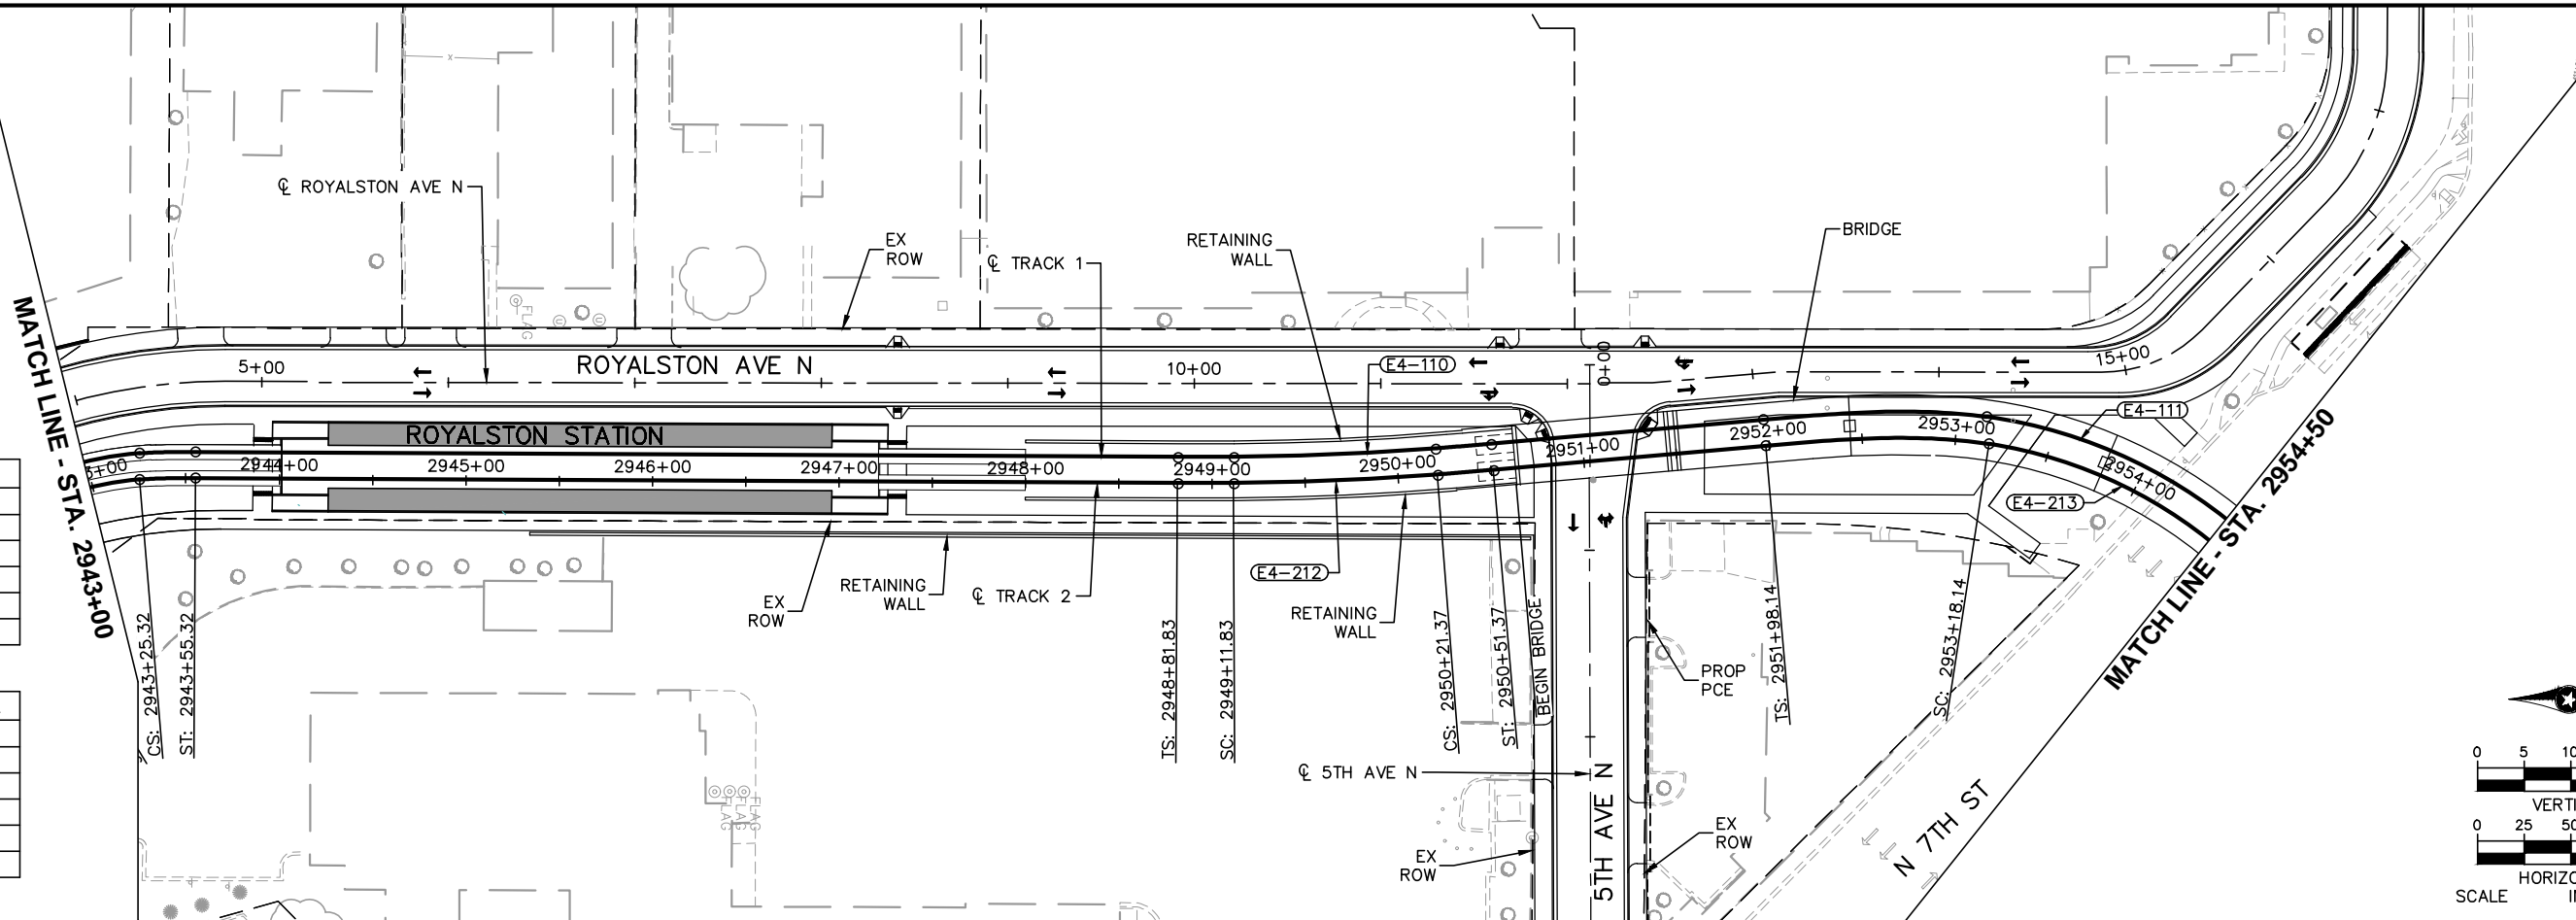 ℄ ROYALSTON AVE N
EX
ROW
℄ TRACK 1
RETAINING
WALL
BRIDGE
FLAG
MATCH LINE - STA. 2943+00
5+00
ROYALSTON AVE N
10+00
E4-110
0+00
15+00
E4-111
ROYALSTON STATION
3+00
2944+00
2945+00
2946+00
2947+00
2948+00
2949+00
2950+00
2951+00
2952+00
2953+00
2954+00
E4-213
MATCH LINE - STA. 2954+50
E4-212
EX
ROW
RETAINING
WALL
℄ TRACK 2
RETAINING
WALL
CS: 2943+25.32
ST: 2943+55.32
TS: 2948+81.83
SC: 2949+11.83
CS: 2950+21.37
ST: 2950+51.37
BEGIN BRIDGE
PROP
PCE
TS: 2951+98.14
SC: 2953+18.14
℄ 5TH AVE N
5TH AVE N
EX
ROW
EX
ROW
N 7TH ST
0 5 10
VERTI
0 25 50
HORIZO
SCALE